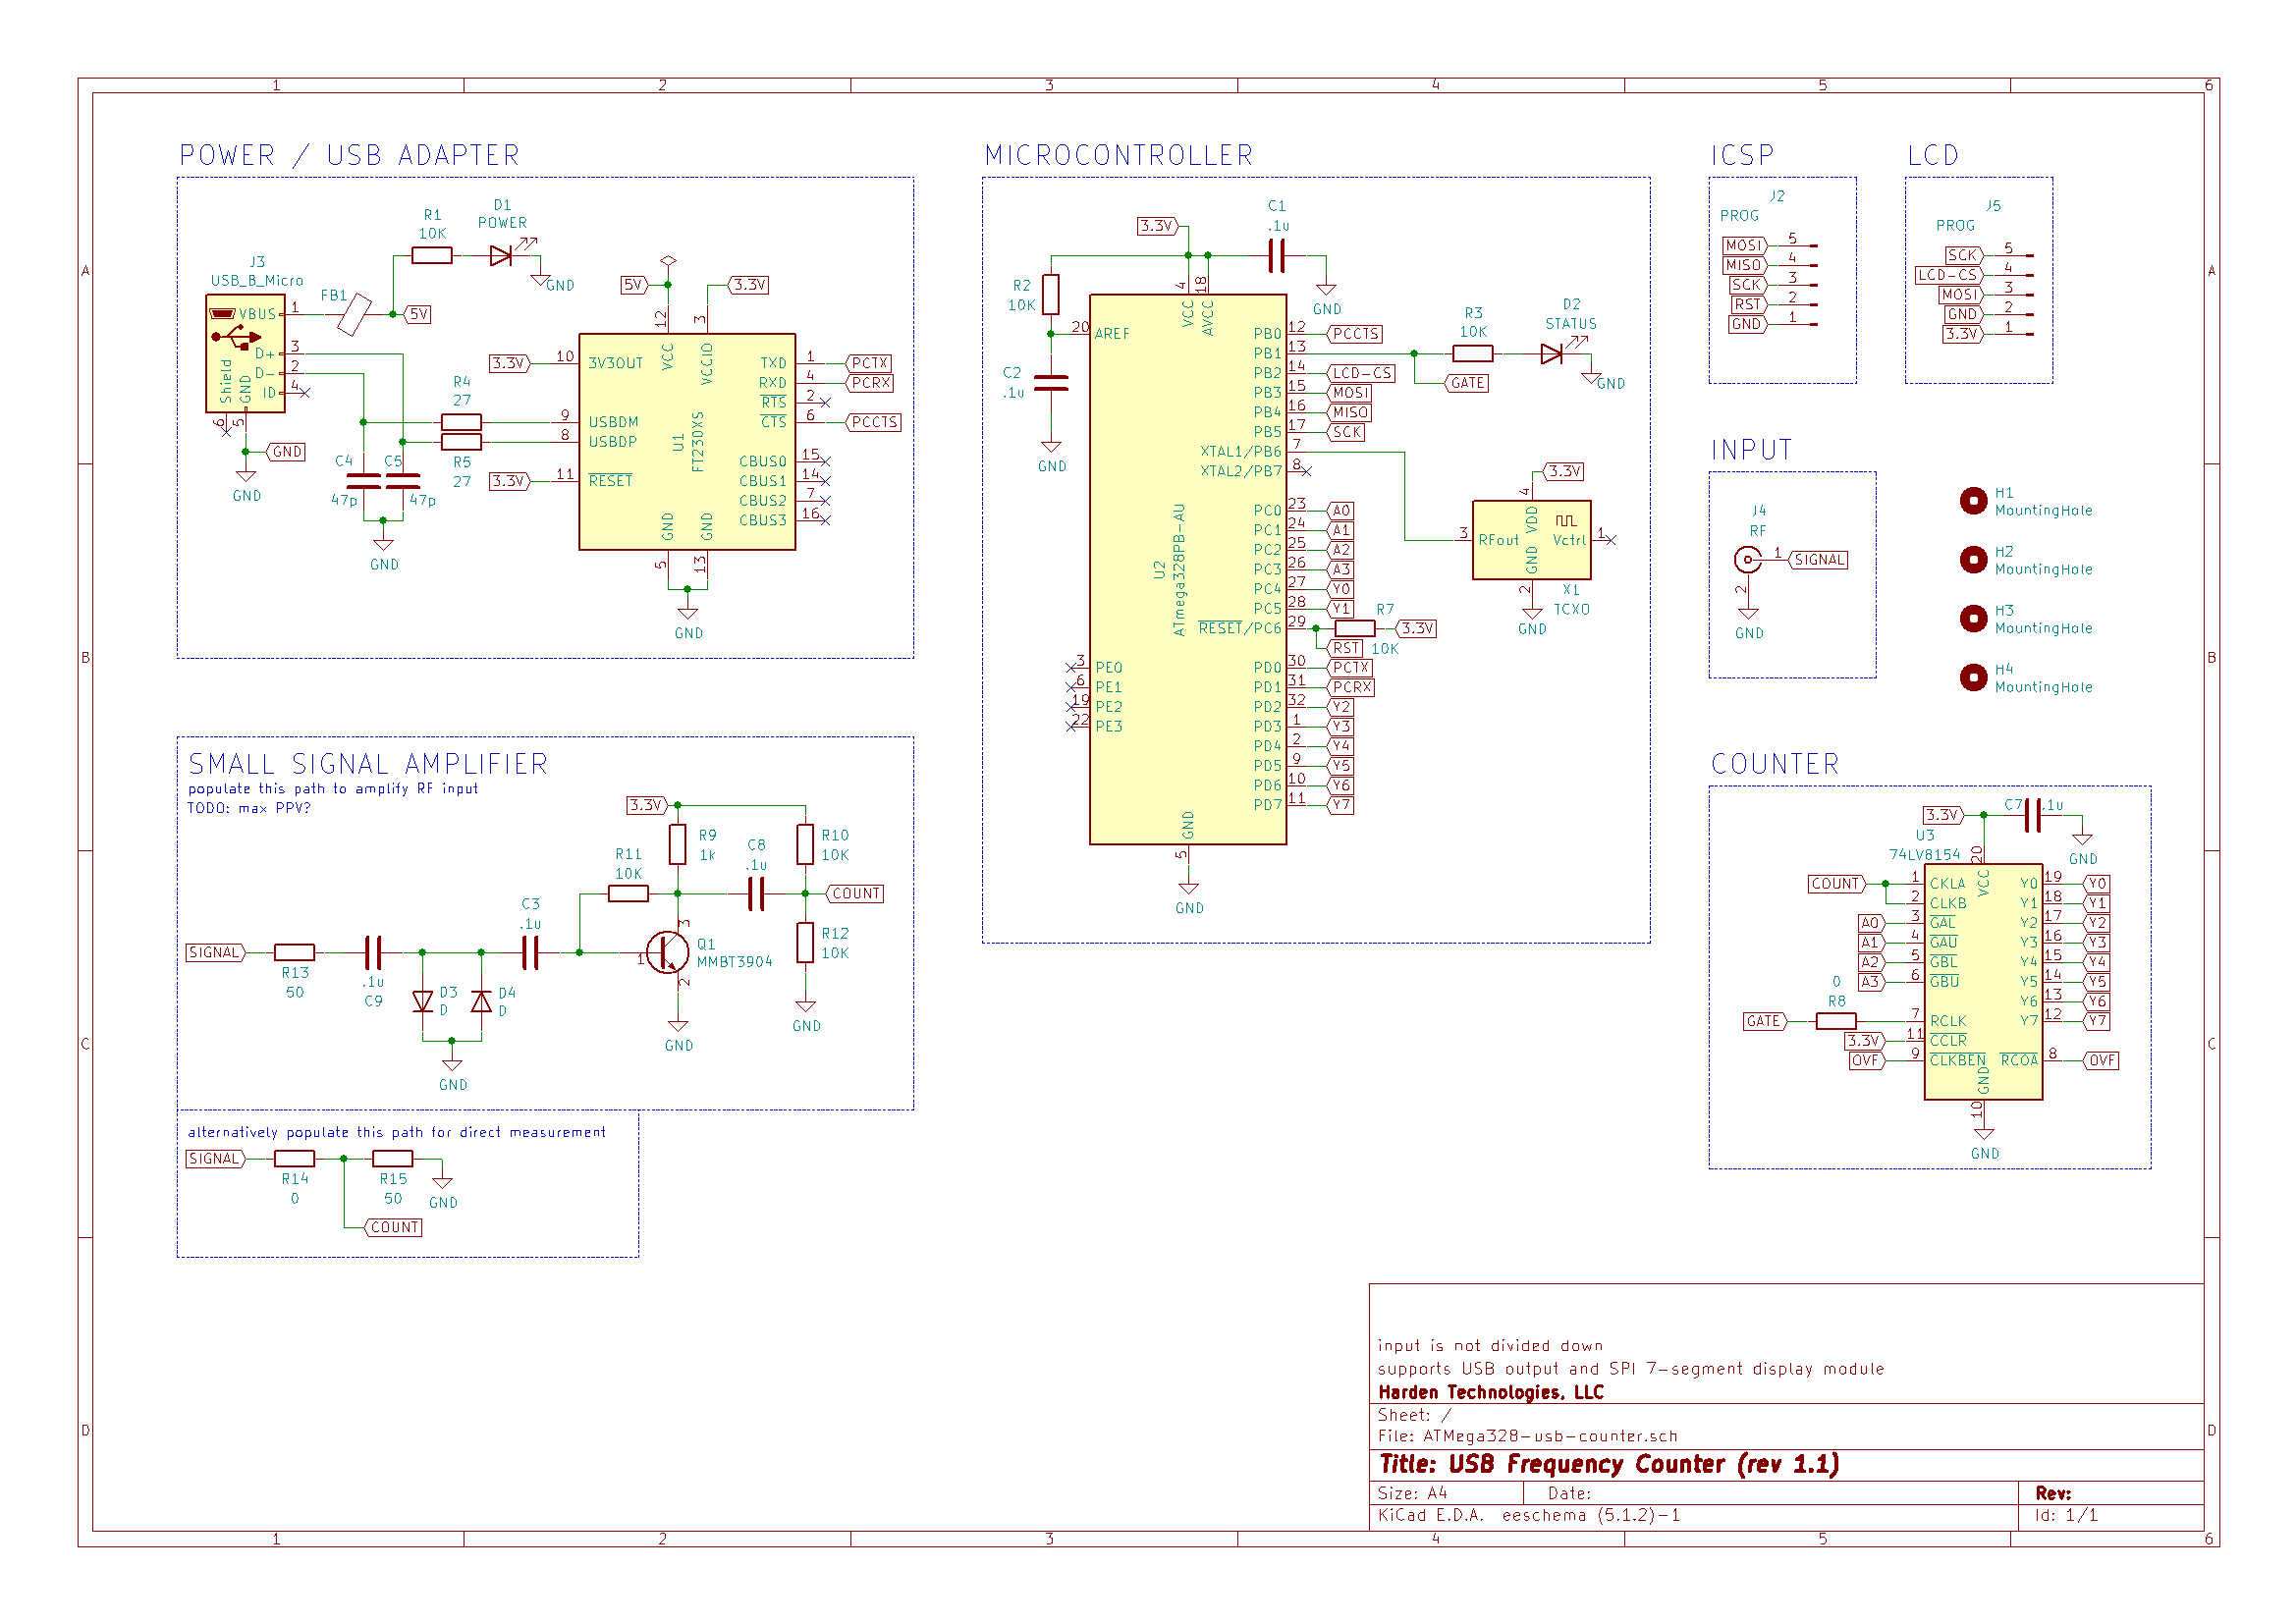 1 2 3 4 5 6
A
B
C
D
POWER / USB ADAPTER
J3
USB_B_Micro
VBUS 1
D+ 3
D- 2
ID 4
Shield
GND
6
5
GND
GND
FB1
5V
R1
10K
D1
POWER
GND
R4
27
R5
27
C4
47p
C5
47p
GND
5V
3.3V
12
3
3.3V 10 3V3OUT
VCC
VCCIO
9 USBDM
8 USBDP
3.3V 11 RESET
U1
FT230XS
TXD 1 PCTX
RXD 4 PCRX
RTS 2
CTS 6 PCCTS
CBUS0 15
CBUS1 14
CBUS2 7
CBUS3 16
GND
GND
5
13
GND
MICROCONTROLLER
3.3V
C1
.1u
GND
R2
10K
C2
.1u
GND
4
18
VCC
AVCC
20 AREF
U2
ATmega328PB-AU
PB0 12 PCCTS
PB1 13
PB2 14 LCD-CS
PB3 15 MOSI
PB4 16 MISO
PB5 17 SCK
XTAL1/PB6 7
XTAL2/PB7 8
PC0 23 A0
PC1 24 A1
PC2 25 A2
PC3 26 A3
PC4 27 Y0
PC5 28 Y1
RESET/PC6 29
R7
10K
3.3V
RST
PD0 30 PCTX
PD1 31 PCRX
PD2 32 Y2
PD3 1 Y3
PD4 2 Y4
PD5 9 Y5
PD6 10 Y6
PD7 11 Y7
3 PE0
6 PE1
19 PE2
22 PE3
GND
5
GND
R3
10K
D2
STATUS
GATE
GND
3.3V
4
3 RFout
GND VDD
Vctrl 1
2
X1
TCXO
GND
ICSP
J2
PROG
MOSI 5
MISO 4
SCK 3
RST 2
GND 1
LCD
J5
PROG
SCK 5
LCD-CS 4
MOSI 3
GND 2
3.3V 1
INPUT
J4
RF
1 SIGNAL
2
GND
H1
MountingHole
H2
MountingHole
H3
MountingHole
H4
MountingHole
SMALL SIGNAL AMPLIFIER
populate this path to amplify RF input
TODO: max PPV?
3.3V
R9
1k
R10
10K
R11
10K
C8
.1u
COUNT
R12
10K
GND
SIGNAL
R13
50
.1u
C9
D3
D
D4
D
GND
C3
.1u
1
3
2
Q1
MMBT3904
GND
alternatively populate this path for direct measurement
SIGNAL
R14
0
R15
50
GND
COUNT
COUNTER
3.3V
C7 .1u
GND
U3
74LV8154
20
VCC
COUNT 1 CKLA
2 CLKB
A0 3 GAL
A1 4 GAU
A2 5 GBL
A3 6 GBU
0
R8
GATE 7 RCLK
3.3V 11 CCLR
OVF 9 CLKBEN
Y0 19 Y0
Y1 18 Y1
Y2 17 Y2
Y3 16 Y3
Y4 15 Y4
Y5 14 Y5
Y6 13 Y6
Y7 12 Y7
RCOA 8 OVF
GND
10
GND
input is not divided down
supports USB output and SPI 7-segment display module
Harden Technologies, LLC
Sheet: /
File: ATMega328-usb-counter.sch
Title: USB Frequency Counter (rev 1.1)
Size: A4 Date: Rev:
KiCad E.D.A. eeschema (5.1.2)-1 Id: 1/1
A
B
C
D
1 2 3 4 5 6